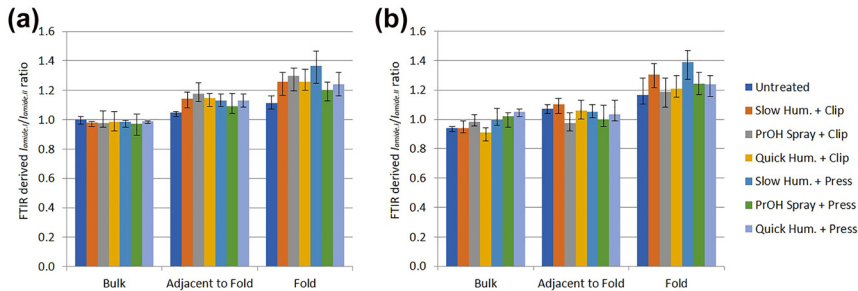 (a)
FTIR derived Iamide.I/Iamide.II ratio
1.6
1.4
1.2
1.0
0.8
0.6
0.4
0.2
0.0
Bulk Adjacent to Fold Fold
(b)
FTIR derived Iamide.I/Iamide.II ratio
1.6
1.4
1.2
1.0
0.8
0.6
0.4
0.2
0.0
Bulk Adjacent to Fold Fold
Untreated
Slow Hum. + Clip
PrOH Spray + Clip
Quick Hum. + Clip
Slow Hum. + Press
PrOH Spray + Press
Quick Hum. + Press